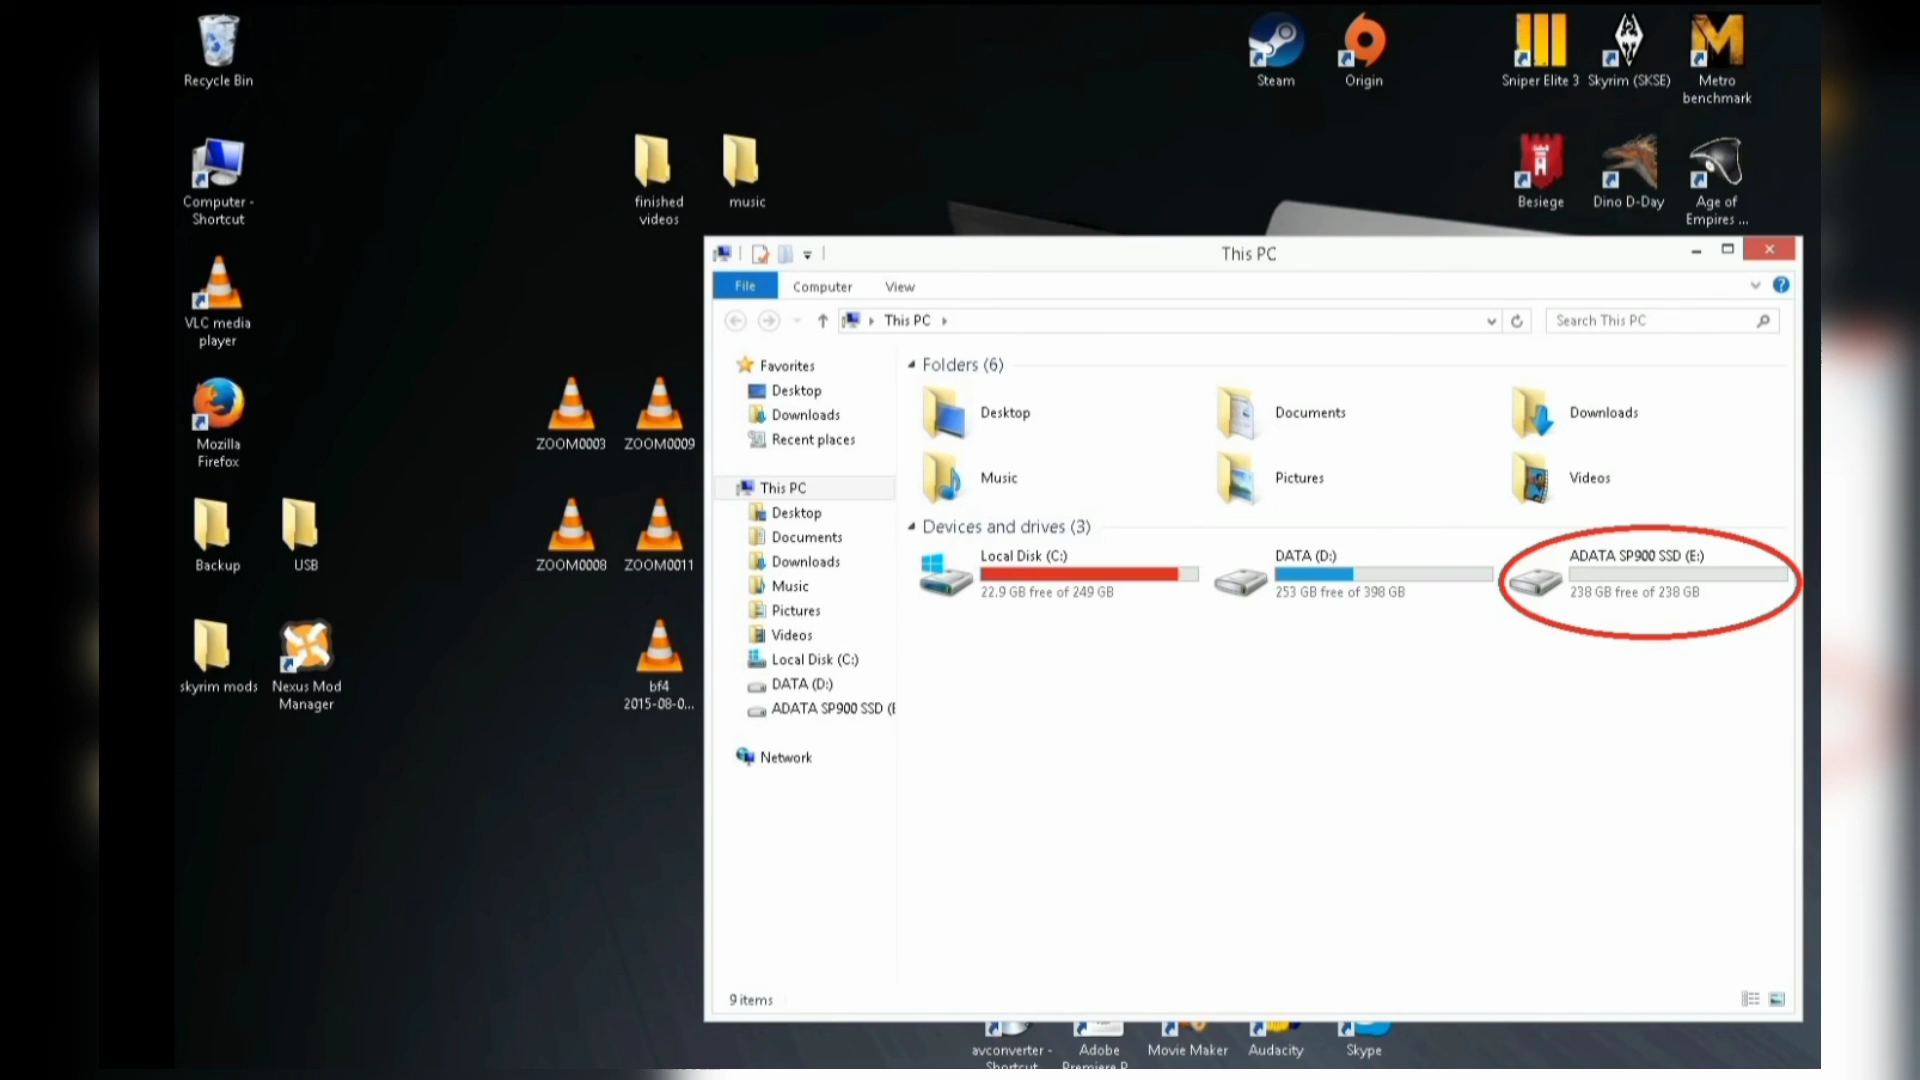 Recycle Bin
Steam
Origin
Sniper Elite 3
Skyrim (SKSE)
Metro
benchmark
Computer -
Shortcut
finished
videos
music
Besiege
Dino D-Day
Age of
Empires ...
VLC media
player
Mozilla
Firefox
ZOOM0003
ZOOM0009
Backup
USB
ZOOM0008
ZOOM0011
skyrim mods
Nexus Mod
Manager
bf4
2015-08-0...
This PC
File
Computer
View
This PC
Search This PC
Favorites
Desktop
Downloads
Recent places
This PC
Desktop
Documents
Downloads
Music
Pictures
Videos
Local Disk (C:)
DATA (D:)
ADATA SP900 SSD (E
Network
Folders (6)
Desktop
Documents
Downloads
Music
Pictures
Videos
Devices and drives (3)
Local Disk (C:)
22.9 GB free of 249 GB
DATA (D:)
253 GB free of 398 GB
ADATA SP900 SSD (E:)
238 GB free of 238 GB
9 items
avconverter -
Shortcut
Adobe
Premiere P
Movie Maker
Audacity
Skype